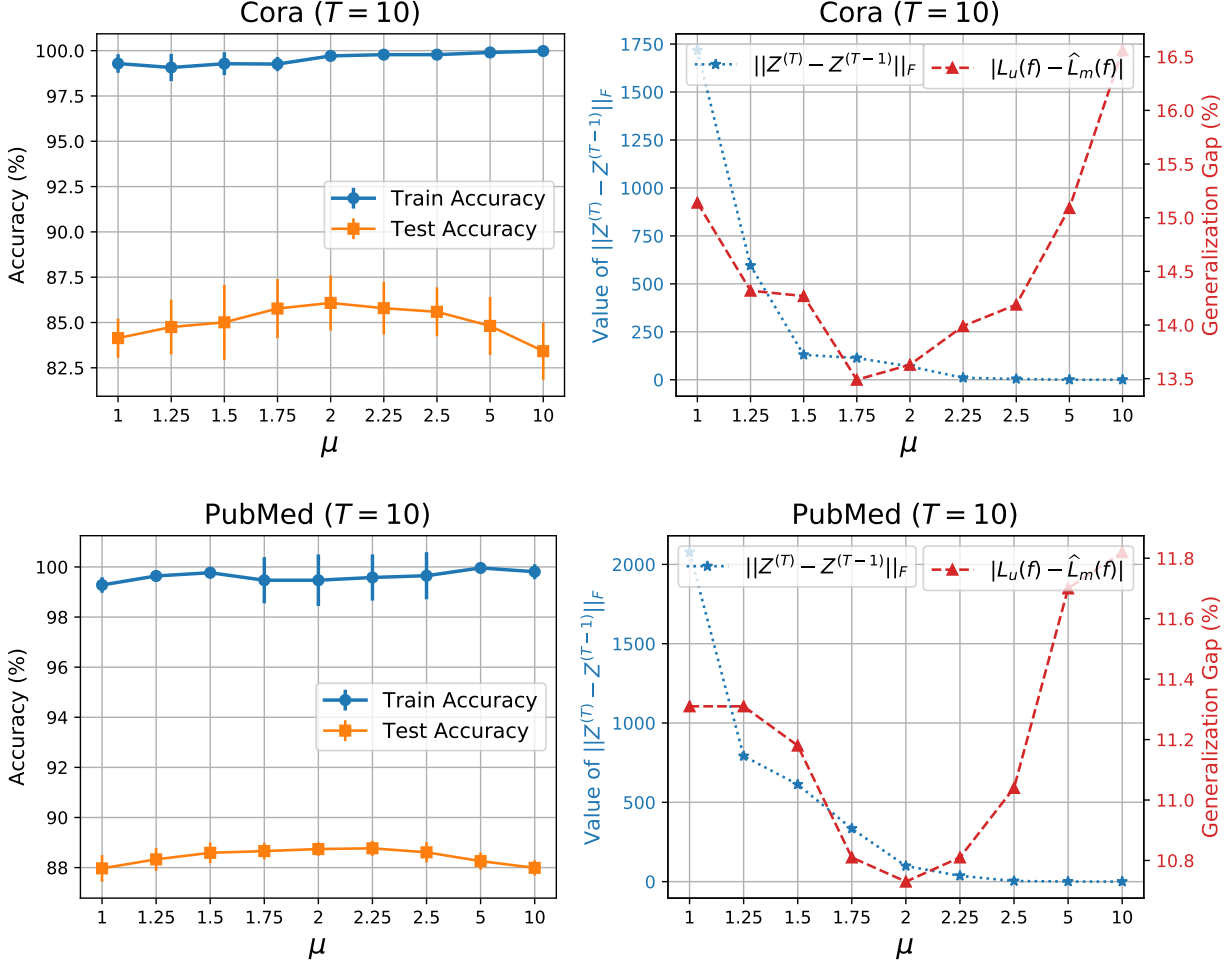 Cora (T = 10)
Accuracy (%)
100.0
97.5
95.0
92.5
90.0
87.5
85.0
82.5
Train Accuracy
Test Accuracy
1 1.25 1.5 1.75 2 2.25 2.5 5 10
μ
Cora (T = 10)
Value of ||Z^(T) − Z^(T−1)||_F
1750
1500
1250
1000
750
500
250
0
||Z^(T) − Z^(T−1)||_F
|L_u(f) − L̂_m(f)|
16.5
16.0
15.5
15.0
14.5
14.0
13.5
Generalization Gap (%)
1 1.25 1.5 1.75 2 2.25 2.5 5 10
μ
PubMed (T = 10)
Accuracy (%)
100
98
96
94
92
90
88
Train Accuracy
Test Accuracy
1 1.25 1.5 1.75 2 2.25 2.5 5 10
μ
PubMed (T = 10)
Value of ||Z^(T) − Z^(T−1)||_F
2000
1500
1000
500
0
||Z^(T) − Z^(T−1)||_F
|L_u(f) − L̂_m(f)|
11.8
11.6
11.4
11.2
11.0
10.8
Generalization Gap (%)
1 1.25 1.5 1.75 2 2.25 2.5 5 10
μ